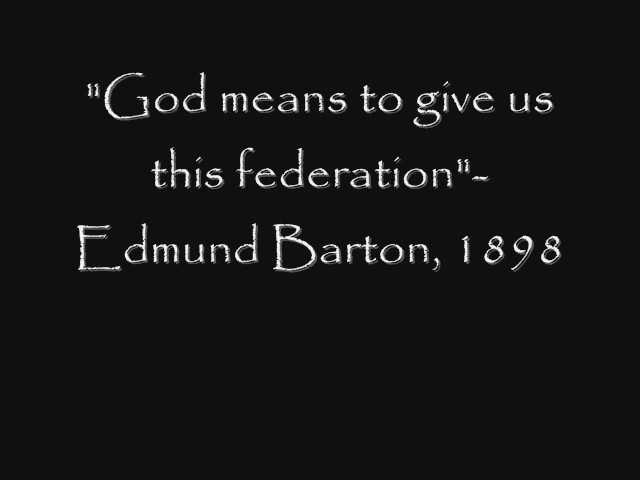 "God means to give us
this federation"-
Edmund Barton, 1898